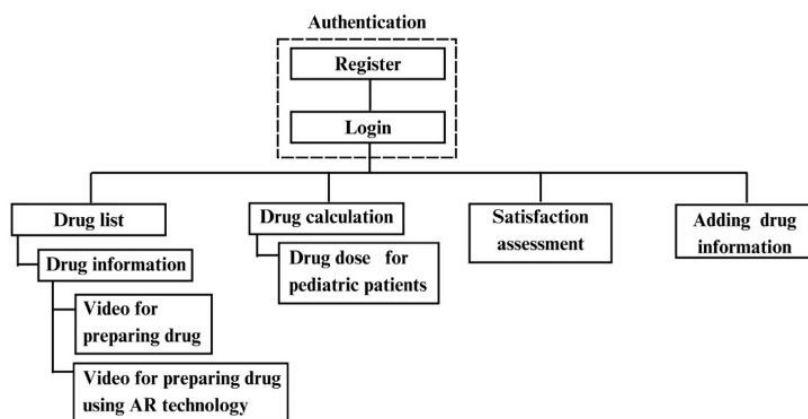 Authentication
Register
Login
Drug list
Drug calculation
Satisfaction
assessment
Adding drug
information
Drug information
Drug dose for
pediatric patients
Video for
preparing drug
Video for preparing drug
using AR technology